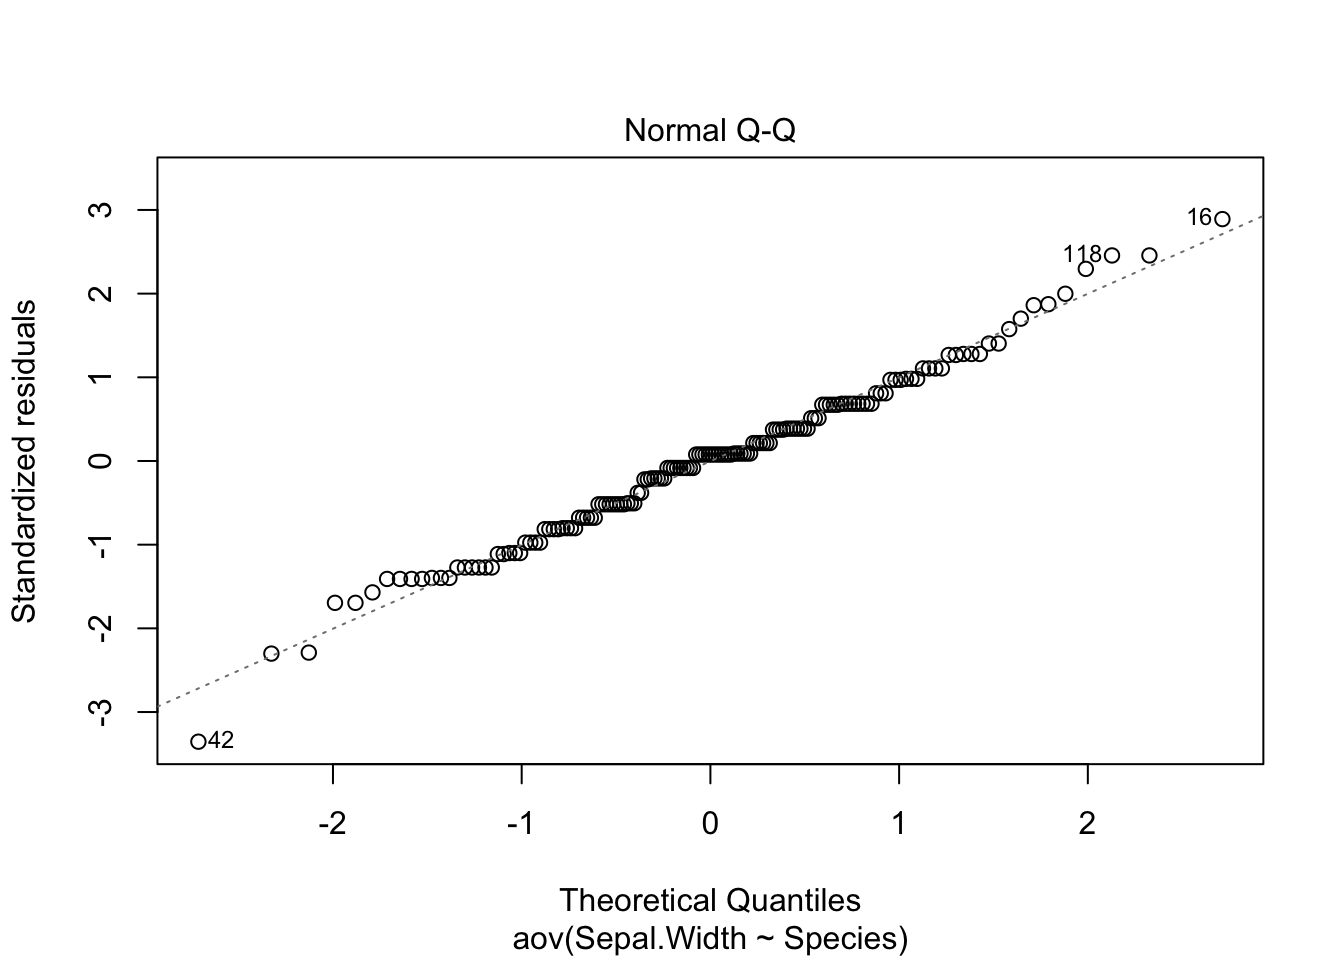 Normal Q-Q
Standardized residuals
3
2
1
0
-1
-2
-3
16
118
42
-2 -1 0 1 2
Theoretical Quantiles
aov(Sepal.Width ~ Species)